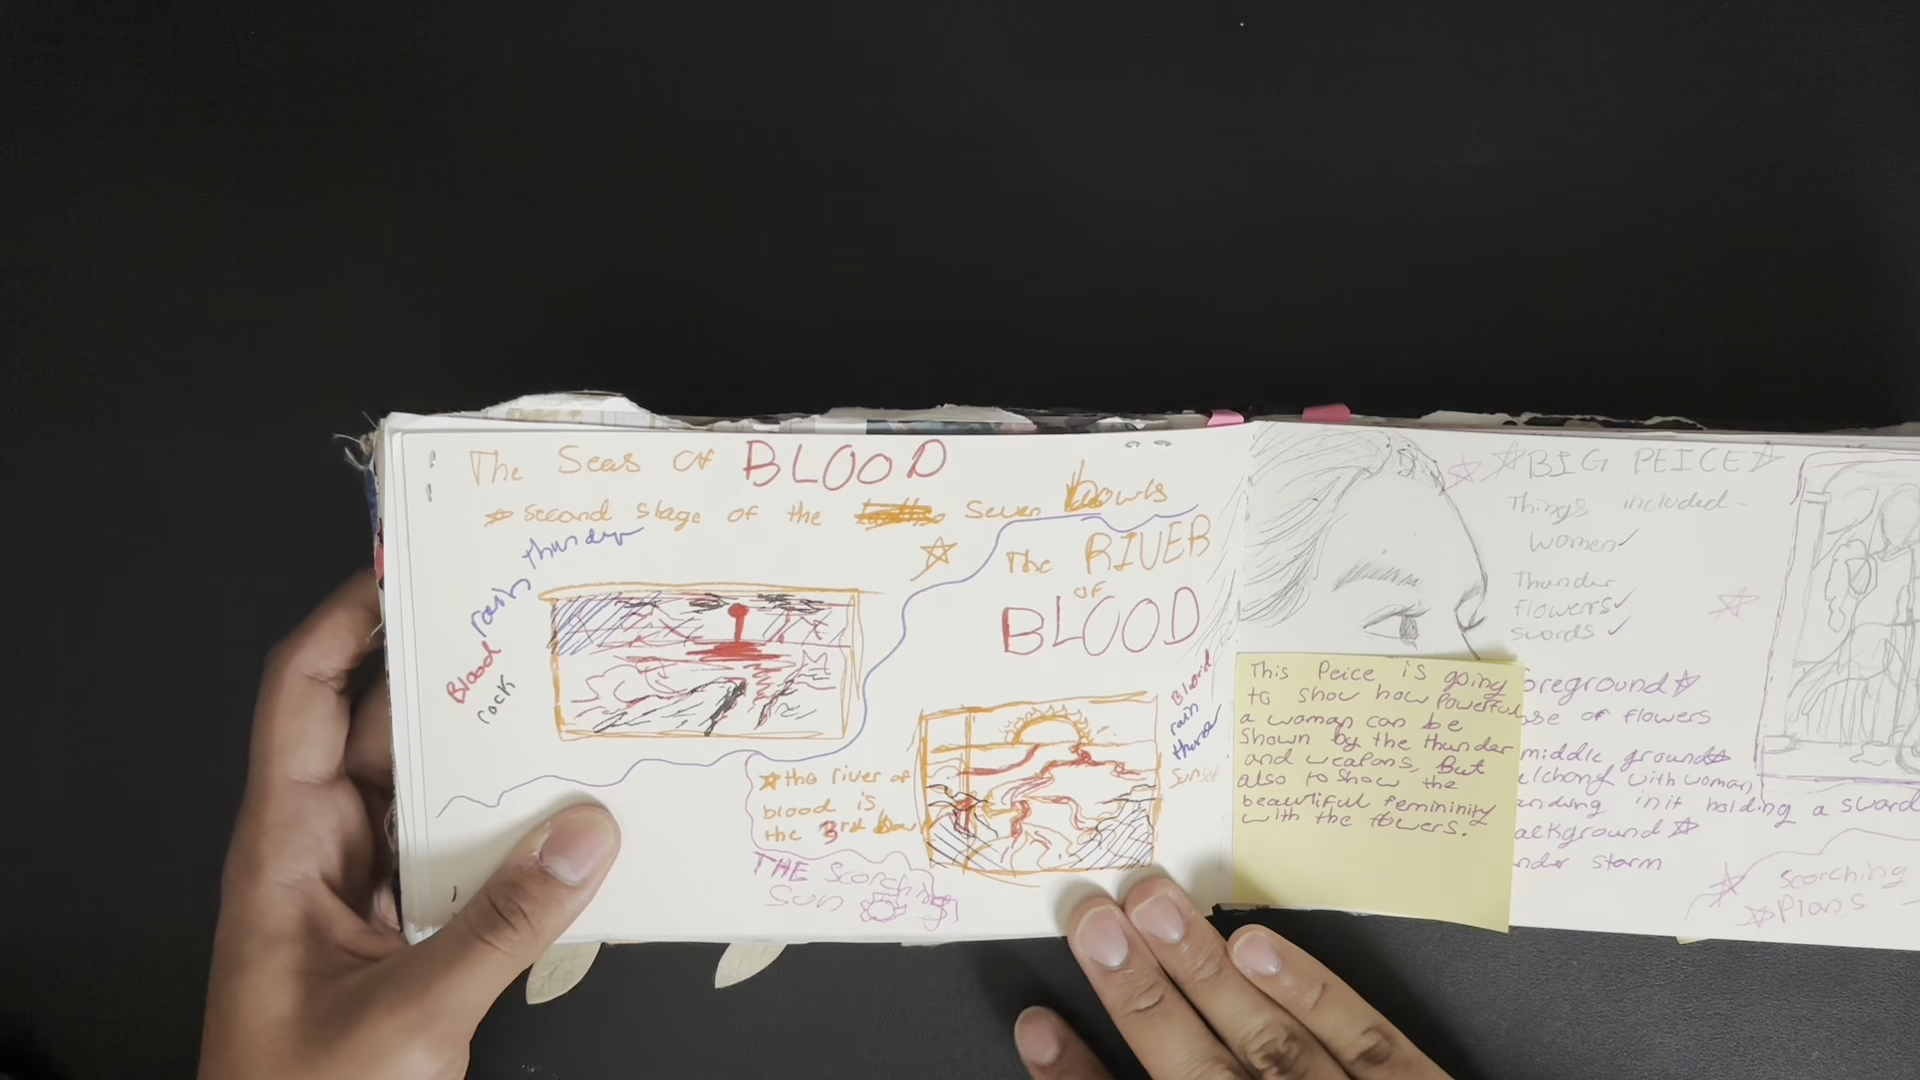 The Seas Of BLOOD
second stage of the Seven bowls
thunder
rain
Blood
rock
The RIVER
OF
BLOOD
Blood
rain
thunder
Sunset
the river of
blood is
the 3rd bowl
THE Scorching
Sun
BIG PEICE
Things included -
women
Thunder
flowers
swords
This Peice is going
to show how Powerful
a woman can be
Shown by the thunder
and weapons, But
also to show the
beautiful femininity
with the flowers.
oreground
se of flowers
middle ground
with woman
init holding a sword
ackground
nder storm
scorching
Plans -